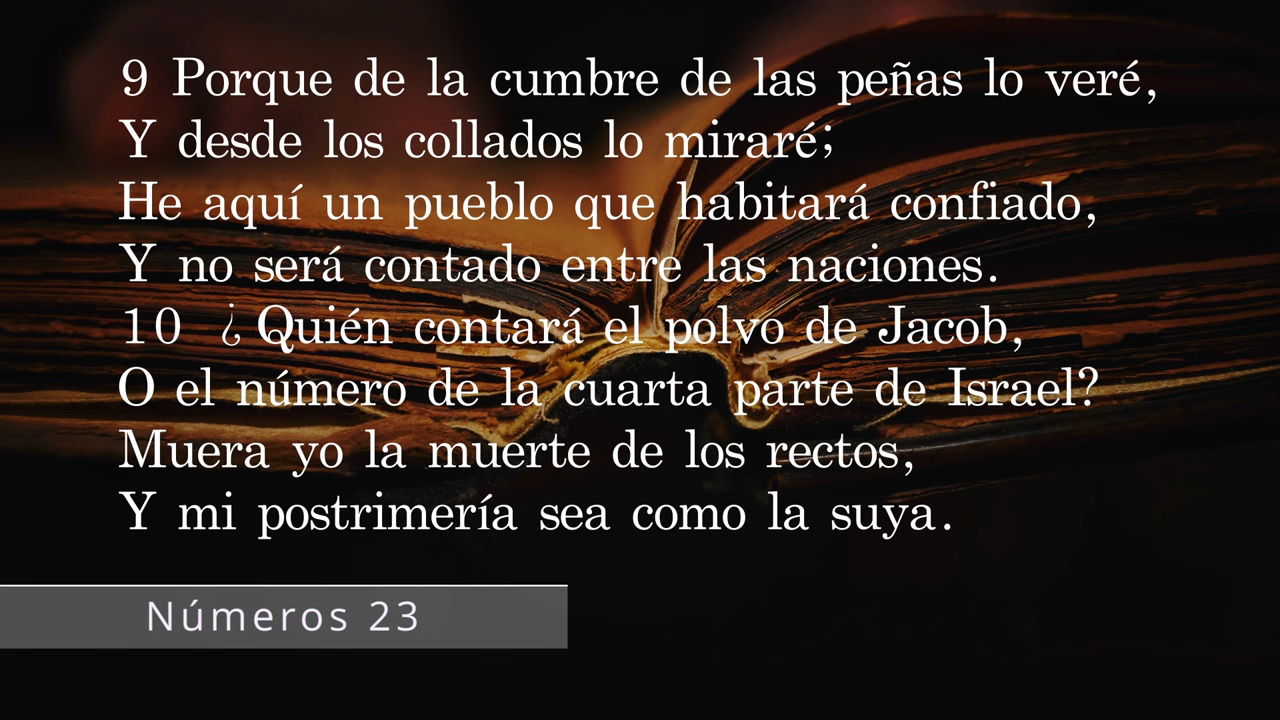 9 Porque de la cumbre de las peñas lo veré,
Y desde los collados lo miraré;
He aquí un pueblo que habitará confiado,
Y no será contado entre las naciones.
10 ¿Quién contará el polvo de Jacob,
O el número de la cuarta parte de Israel?
Muera yo la muerte de los rectos,
Y mi postrimería sea como la suya.
Números 23